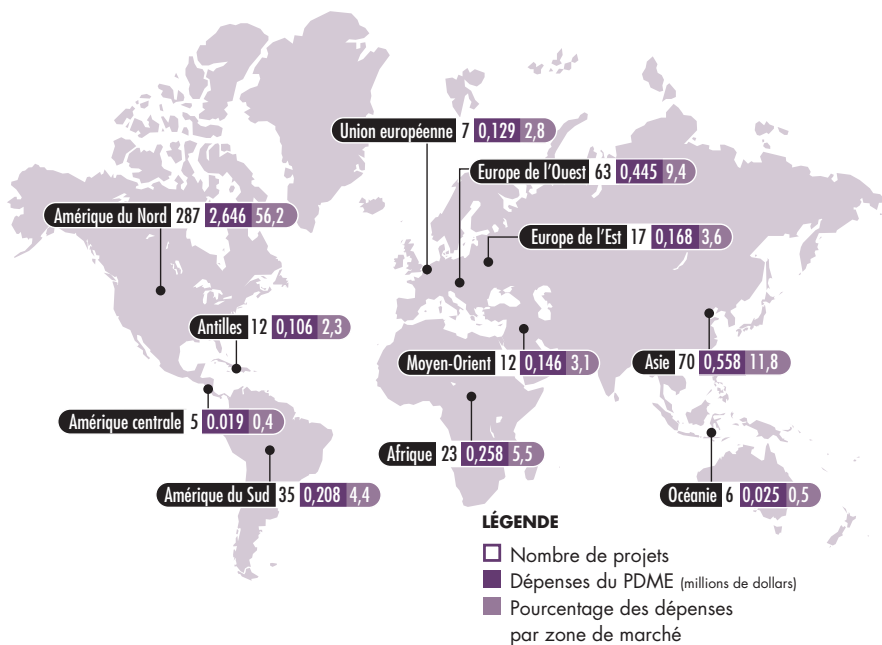 Union européenne 7 0,129 2,8
Europe de l'Ouest 63 0,445 9,4
Amérique du Nord 287 2,646 56,2
Europe de l'Est 17 0,168 3,6
Antilles 12 0,106 2,3
Moyen-Orient 12 0,146 3,1
Asie 70 0,558 11,8
Amérique centrale 5 0.019 0,4
Afrique 23 0,258 5,5
Amérique du Sud 35 0,208 4,4
Océanie 6 0,025 0,5
LÉGENDE
Nombre de projets
Dépenses du PDME (millions de dollars)
Pourcentage des dépenses
par zone de marché